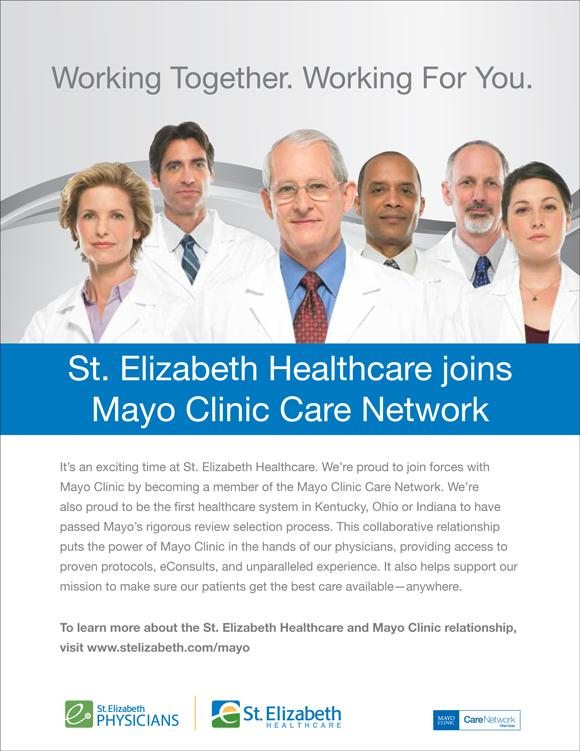 Working Together. Working For You.
St. Elizabeth Healthcare joins
Mayo Clinic Care Network
It’s an exciting time at St. Elizabeth Healthcare. We’re proud to join forces with
Mayo Clinic by becoming a member of the Mayo Clinic Care Network. We’re
also proud to be the first healthcare system in Kentucky, Ohio or Indiana to have
passed Mayo’s rigorous review selection process. This collaborative relationship
puts the power of Mayo Clinic in the hands of our physicians, providing access to
proven protocols, eConsults, and unparalleled experience. It also helps support our
mission to make sure our patients get the best care available—anywhere.
To learn more about the St. Elizabeth Healthcare and Mayo Clinic relationship,
visit www.stelizabeth.com/mayo
St. Elizabeth
PHYSICIANS
St. Elizabeth
HEALTHCARE
MAYO
CLINIC
CareNetwork
Member